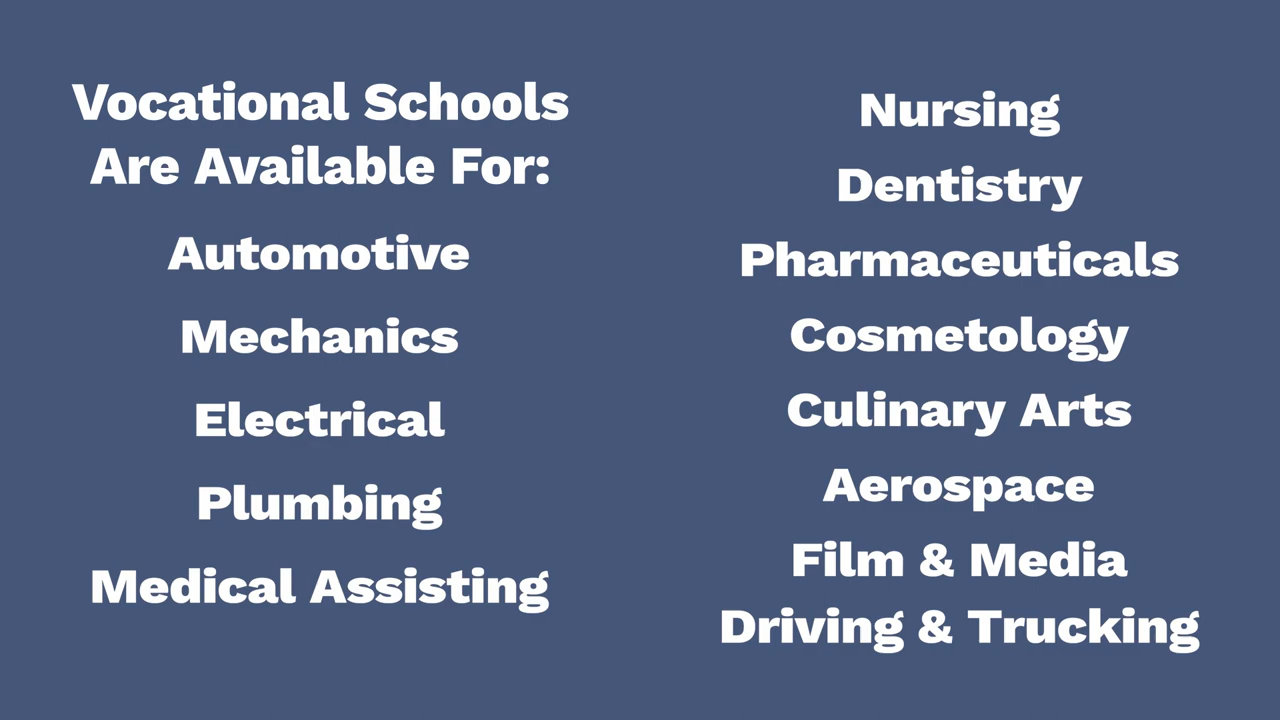 Vocational Schools
Are Available For:
Automotive
Mechanics
Electrical
Plumbing
Medical Assisting
Nursing
Dentistry
Pharmaceuticals
Cosmetology
Culinary Arts
Aerospace
Film & Media
Driving & Trucking